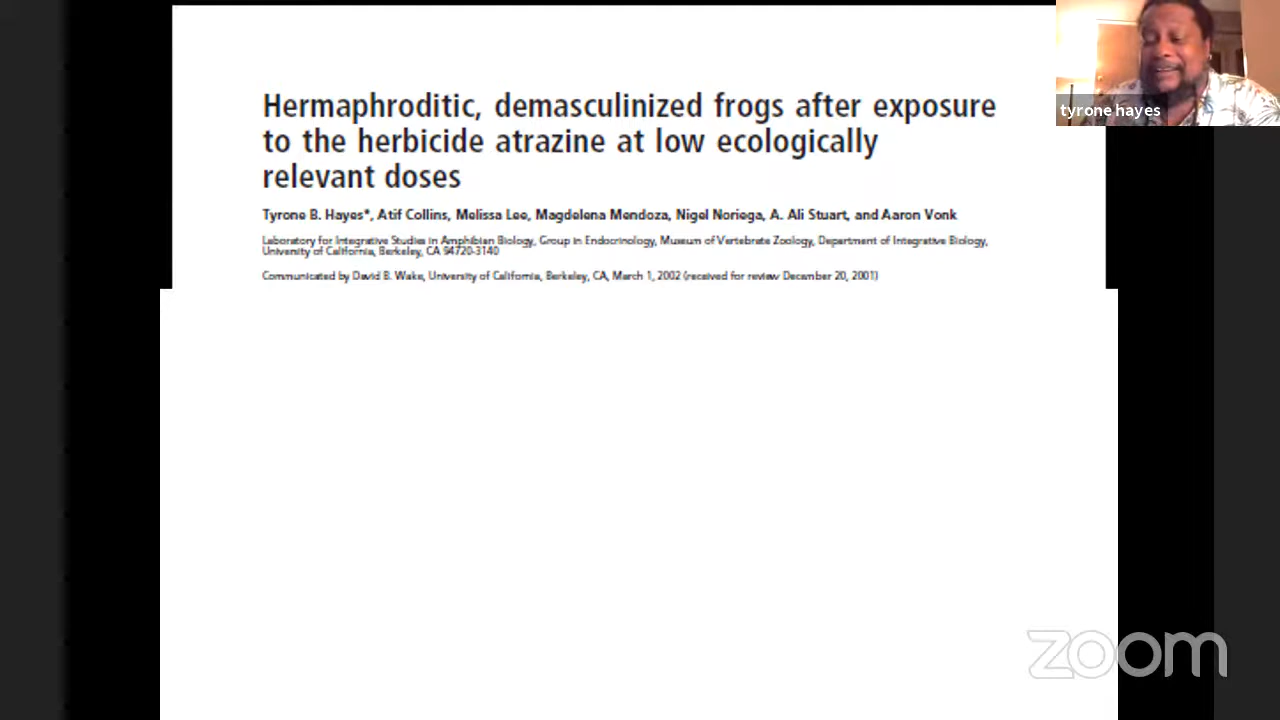 Hermaphroditic, demasculinized frogs after exposure
to the herbicide atrazine at low ecologically
relevant doses
Tyrone B. Hayes*, Atif Collins, Melissa Lee, Magdelena Mendoza, Nigel Noriega, A. Ali Stuart, and Aaron Vonk
Laboratory for Integrative Studies in Amphibian Biology, Group in Endocrinology, Museum of Vertebrate Zoology, Department of Integrative Biology,
University of California, Berkeley, CA 94720-3140
Communicated by David B. Wake, University of California, Berkeley, CA, March 1, 2002 (received for review December 20, 2001)
tyrone hayes
zoom